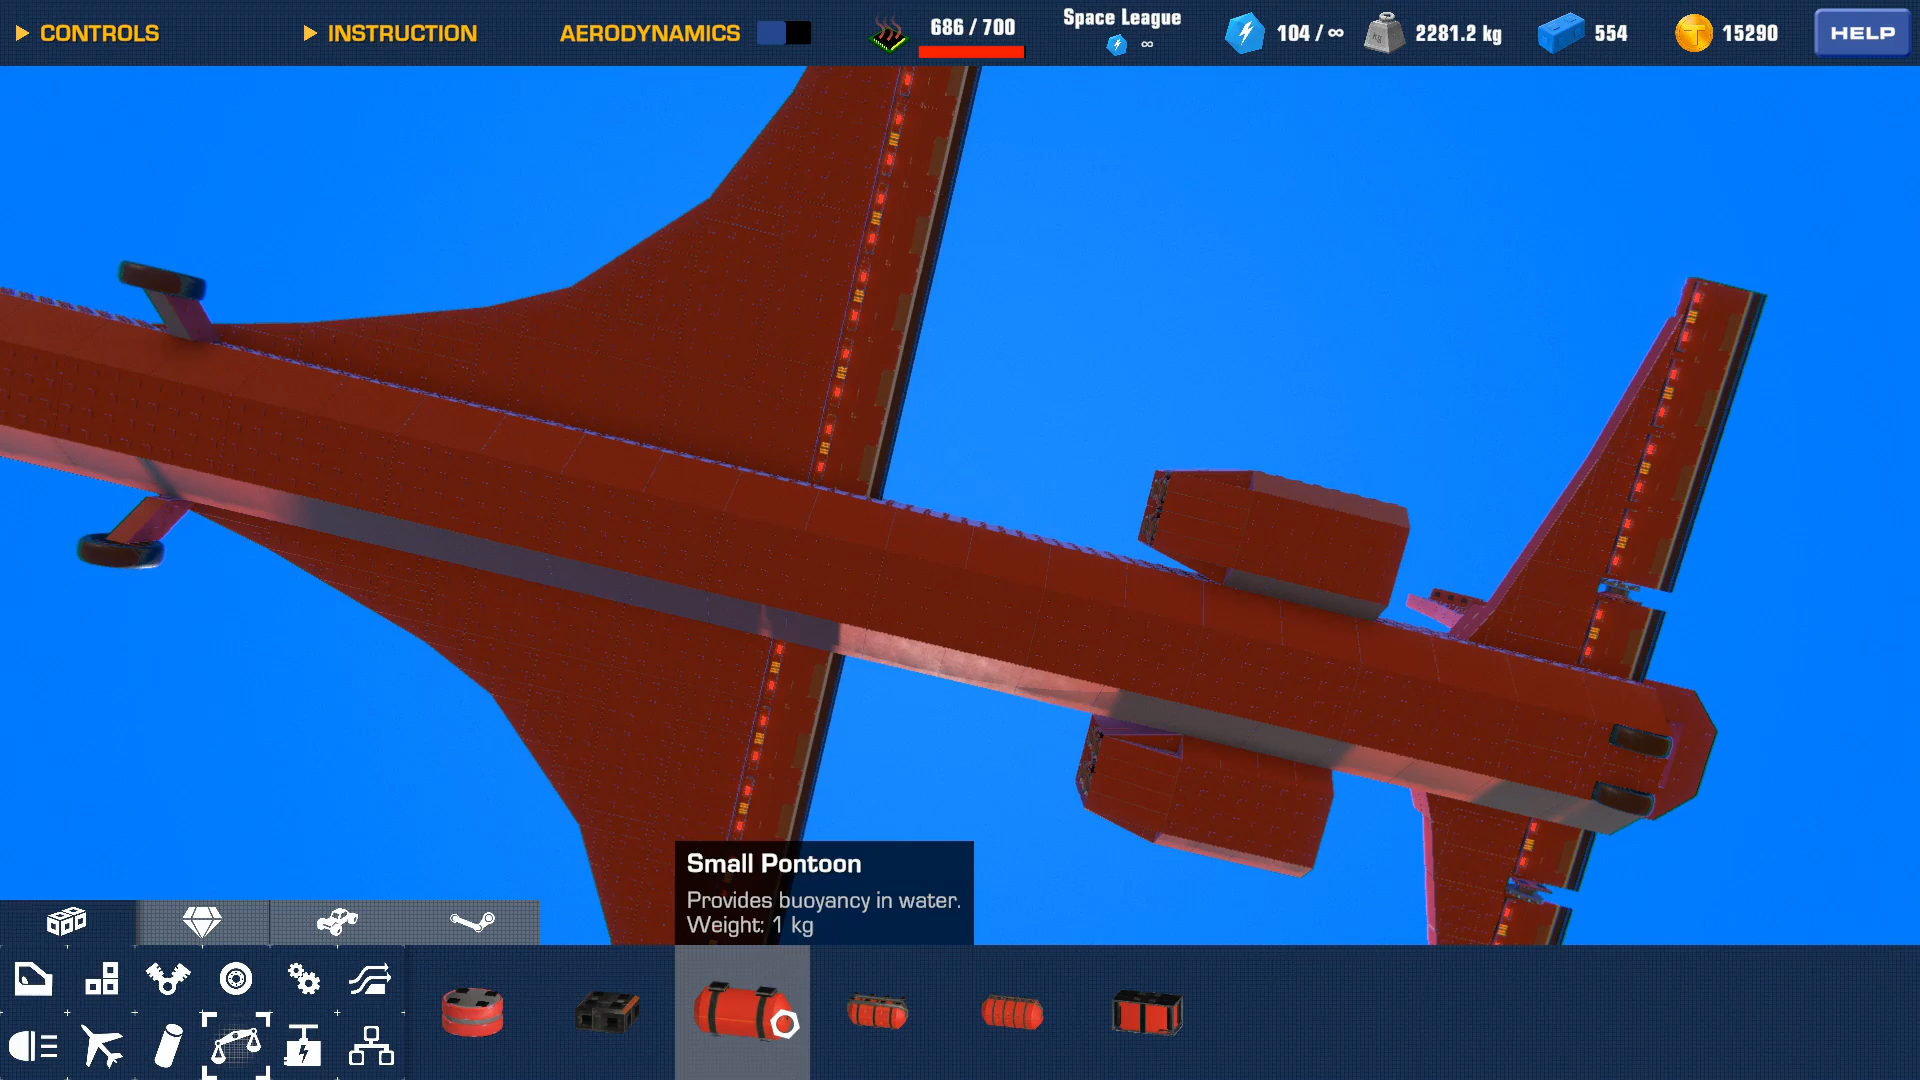 CONTROLS
INSTRUCTION
AERODYNAMICS
686 / 700
Space League
∞
104 / ∞
kg
2281.2 kg
554
T
15290
HELP
Small Pontoon
Provides buoyancy in water.
Weight: 1 kg